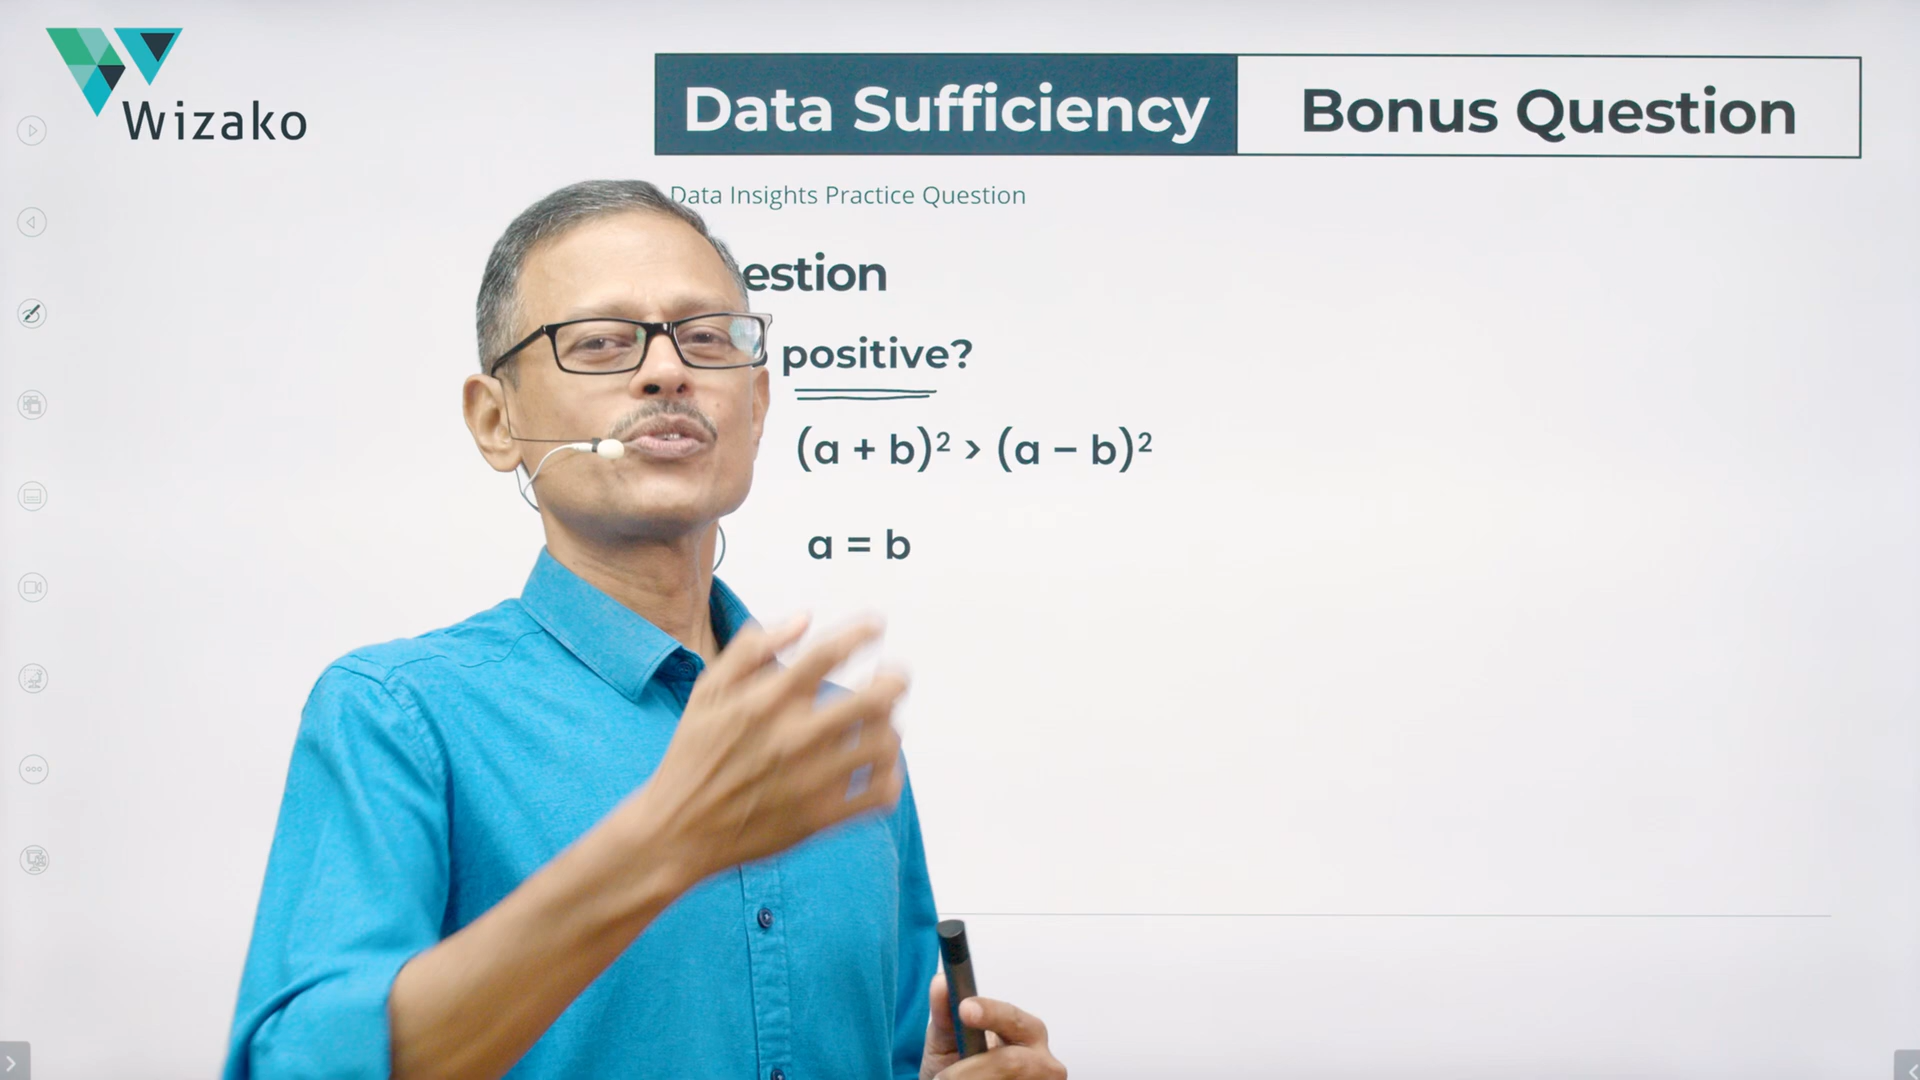 Wizako
Data Sufficiency Bonus Question
Data Insights Practice Question
estion
positive?
(a + b)² > (a – b)²
a = b